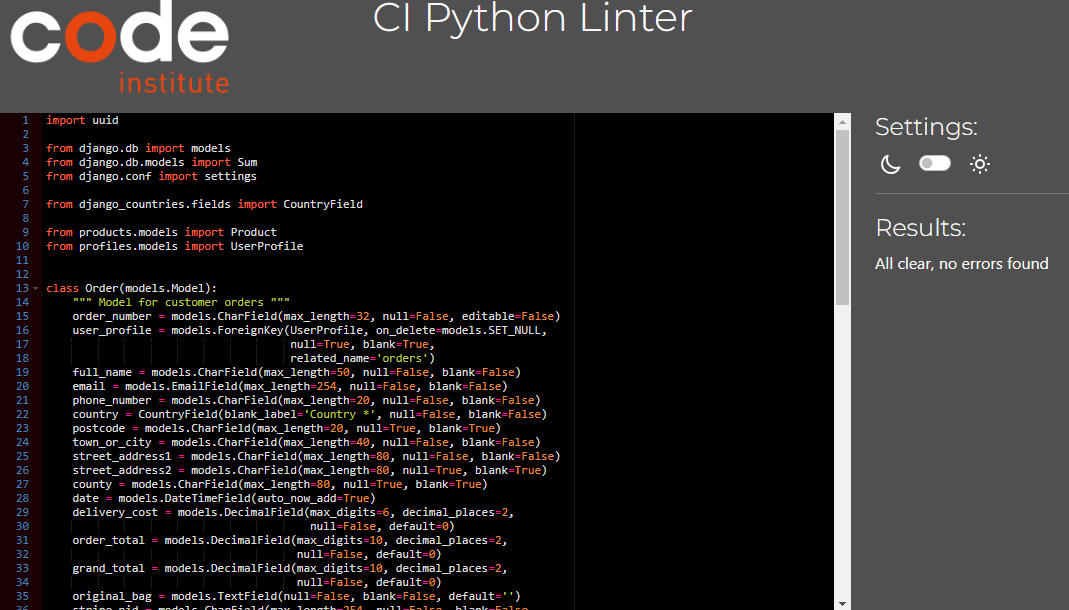 code
institute
CI Python Linter
1 import uuid
2
3 from django.db import models
4 from django.db.models import Sum
5 from django.conf import settings
6
7 from django_countries.fields import CountryField
8
9 from products.models import Product
10 from profiles.models import UserProfile
11
12
13 class Order(models.Model):
14     """ Model for customer orders """
15     order_number = models.CharField(max_length=32, null=False, editable=False)
16     user_profile = models.ForeignKey(UserProfile, on_delete=models.SET_NULL,
17                                      null=True, blank=True,
18                                      related_name='orders')
19     full_name = models.CharField(max_length=50, null=False, blank=False)
20     email = models.EmailField(max_length=254, null=False, blank=False)
21     phone_number = models.CharField(max_length=20, null=False, blank=False)
22     country = CountryField(blank_label='Country *', null=False, blank=False)
23     postcode = models.CharField(max_length=20, null=True, blank=True)
24     town_or_city = models.CharField(max_length=40, null=False, blank=False)
25     street_address1 = models.CharField(max_length=80, null=False, blank=False)
26     street_address2 = models.CharField(max_length=80, null=True, blank=True)
27     county = models.CharField(max_length=80, null=True, blank=True)
28     date = models.DateTimeField(auto_now_add=True)
29     delivery_cost = models.DecimalField(max_digits=6, decimal_places=2,
30                                         null=False, default=0)
31     order_total = models.DecimalField(max_digits=10, decimal_places=2,
32                                       null=False, default=0)
33     grand_total = models.DecimalField(max_digits=10, decimal_places=2,
34                                       null=False, default=0)
35     original_bag = models.TextField(null=False, blank=False, default='')
36     stripe_pid = models.CharField(max_length=254, null=False, blank=False,
Settings:
Results:
All clear, no errors found